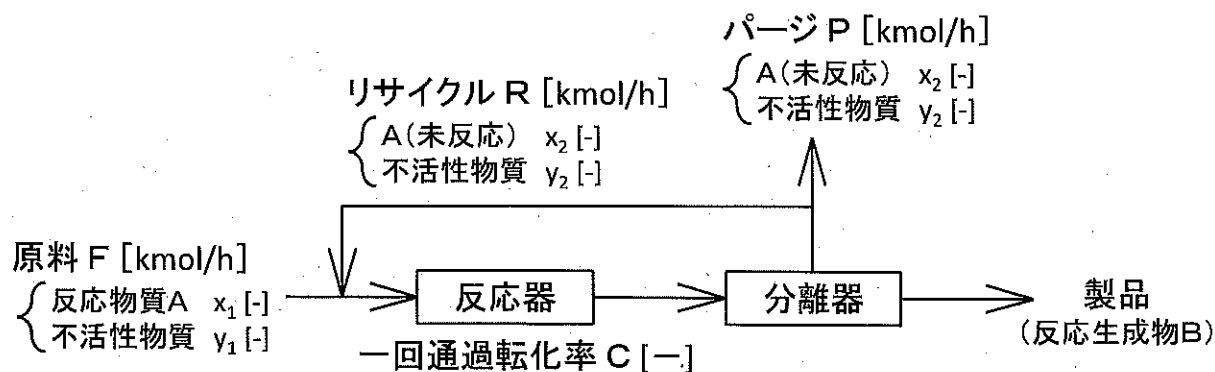 パージ P [kmol/h]
A(未反応) x₂ [-]
不活性物質 y₂ [-]
リサイクル R [kmol/h]
A(未反応) x₂ [-]
不活性物質 y₂ [-]
原料 F [kmol/h]
反応物質A x₁ [-]
不活性物質 y₁ [-]
反応器
分離器
製品
(反応生成物B)
一回通過転化率 C [－]